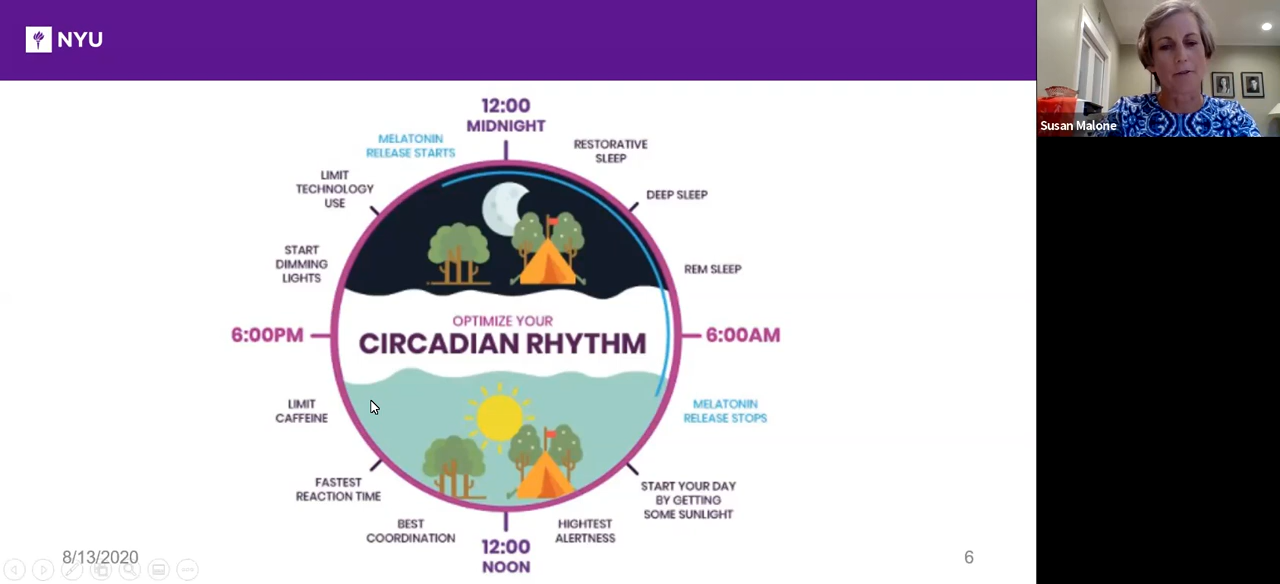 NYU
Susan Malone
12:00
MIDNIGHT
MELATONIN
RELEASE STARTS
RESTORATIVE
SLEEP
LIMIT
TECHNOLOGY
USE
DEEP SLEEP
START
DIMMING
LIGHTS
REM SLEEP
OPTIMIZE YOUR
CIRCADIAN RHYTHM
6:00PM
6:00AM
LIMIT
CAFFEINE
MELATONIN
RELEASE STOPS
FASTEST
REACTION TIME
START YOUR DAY
BY GETTING
SOME SUNLIGHT
BEST
COORDINATION
HIGHTEST
ALERTNESS
12:00
NOON
8/13/2020
6